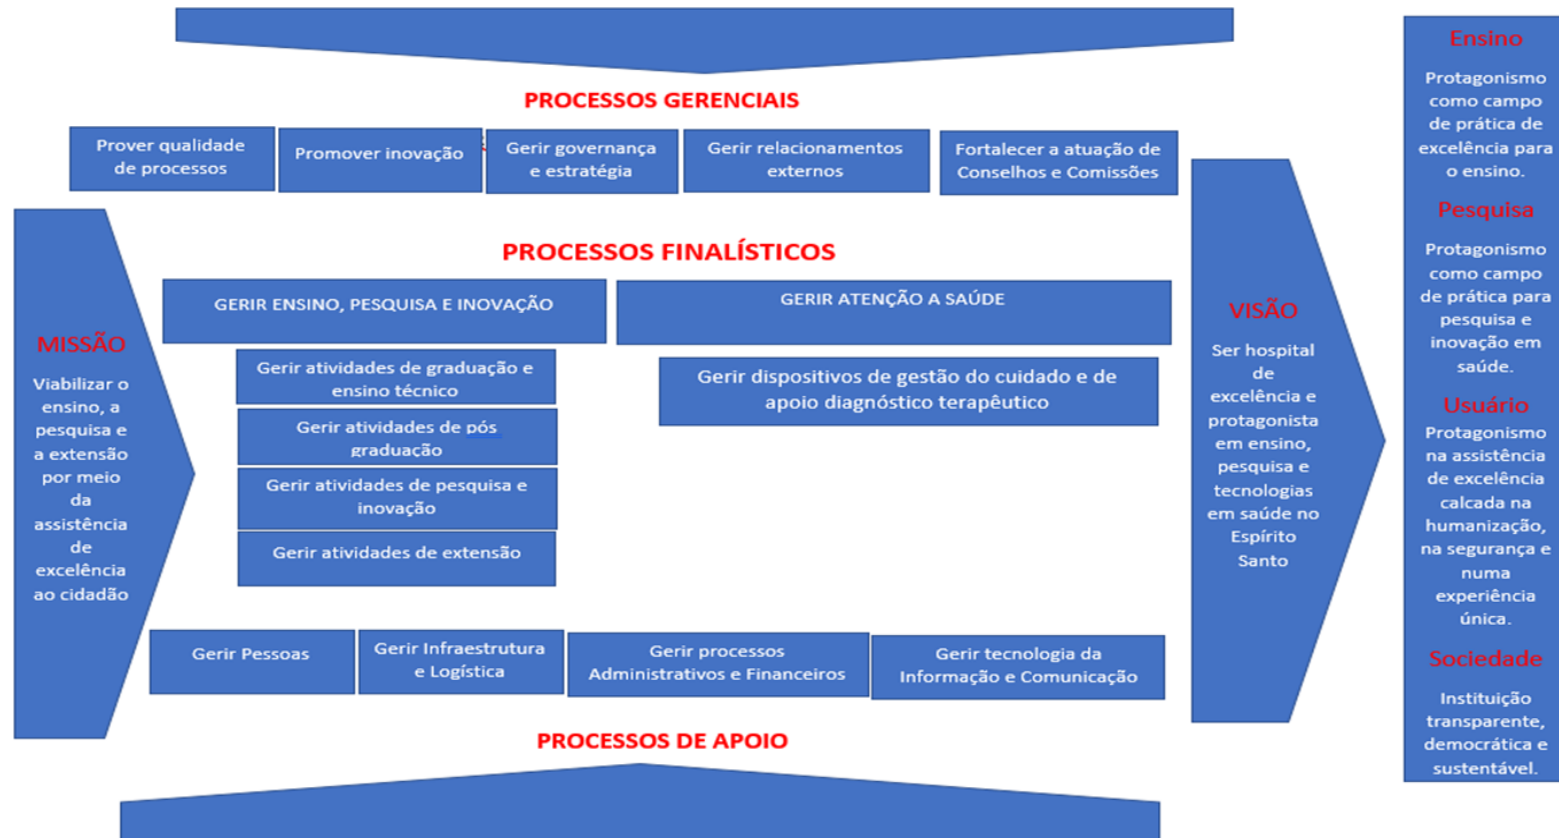 PROCESSOS GERENCIAIS
Prover qualidade
de processos
Promover inovação
Gerir governança
e estratégia
Gerir relacionamentos
externos
Fortalecer a atuação de
Conselhos e Comissões
MISSÃO
Viabilizar o
ensino, a
pesquisa e
a extensão
por meio
da
assistência
de
excelência
ao cidadão
PROCESSOS FINALÍSTICOS
GERIR ENSINO, PESQUISA E INOVAÇÃO
Gerir atividades de graduação e
ensino técnico
Gerir atividades de pós
graduação
Gerir atividades de pesquisa e
inovação
Gerir atividades de extensão
GERIR ATENÇÃO A SAÚDE
Gerir dispositivos de gestão do cuidado e de
apoio diagnóstico terapêutico
Gerir Pessoas
Gerir Infraestrutura
e Logística
Gerir processos
Administrativos e Financeiros
Gerir tecnologia da
Informação e Comunicação
PROCESSOS DE APOIO
VISÃO
Ser hospital
de
excelência e
protagonista
em ensino,
pesquisa e
tecnologias
em saúde no
Espírito
Santo
Ensino
Protagonismo
como campo
de prática de
excelência para
o ensino.
Pesquisa
Protagonismo
como campo
de prática para
pesquisa e
inovação em
saúde.
Usuário
Protagonismo
na assistência
de excelência
calcada na
humanização,
na segurança e
numa
experiência
única.
Sociedade
Instituição
transparente,
democrática e
sustentável.